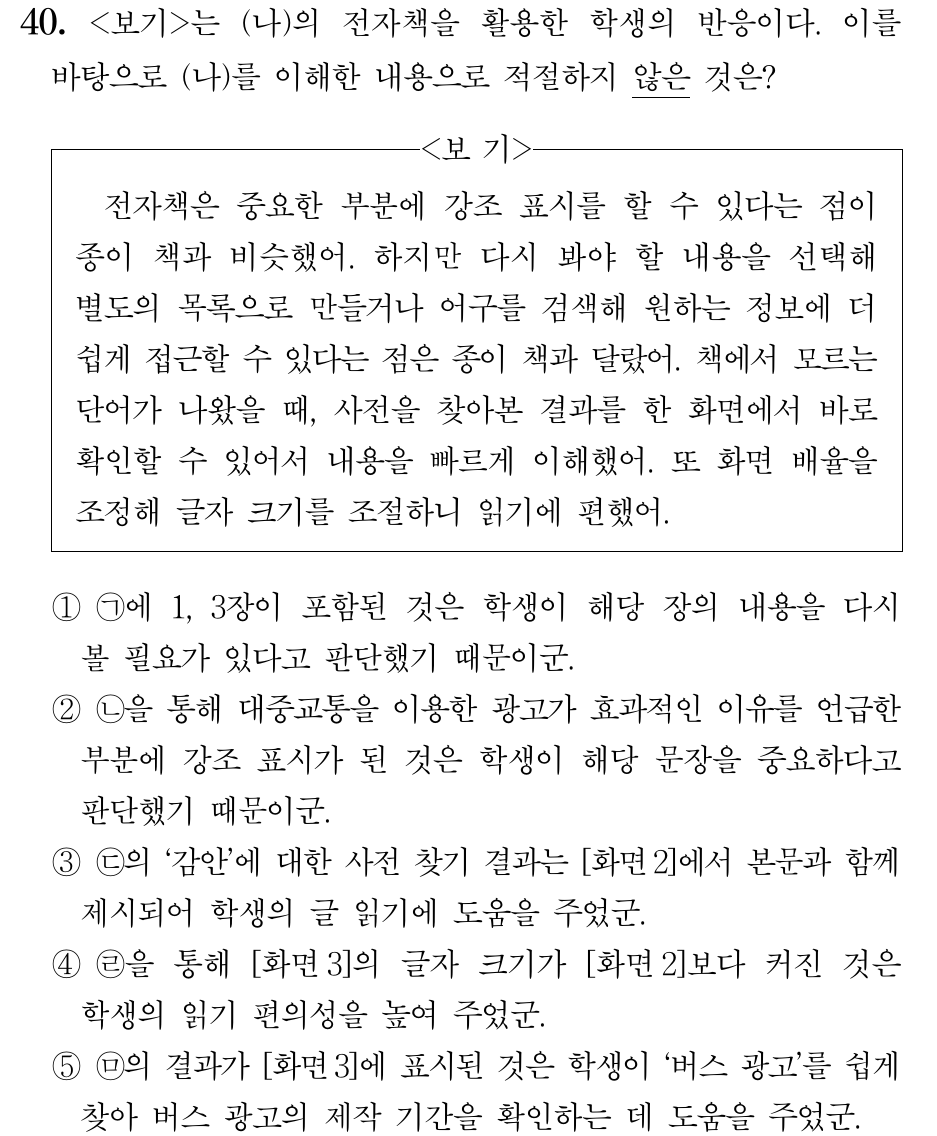 40. <보기>는 (나)의 전자책을 활용한 학생의 반응이다. 이를
바탕으로 (나)를 이해한 내용으로 적절하지 않은 것은?
<보 기>
전자책은 중요한 부분에 강조 표시를 할 수 있다는 점이
종이 책과 비슷했어. 하지만 다시 봐야 할 내용을 선택해
별도의 목록으로 만들거나 어구를 검색해 원하는 정보에 더
쉽게 접근할 수 있다는 점은 종이 책과 달랐어. 책에서 모르는
단어가 나왔을 때, 사전을 찾아본 결과를 한 화면에서 바로
확인할 수 있어서 내용을 빠르게 이해했어. 또 화면 배율을
조정해 글자 크기를 조절하니 읽기에 편했어.
① ㉠에 1, 3장이 포함된 것은 학생이 해당 장의 내용을 다시
볼 필요가 있다고 판단했기 때문이군.
② ㉡을 통해 대중교통을 이용한 광고가 효과적인 이유를 언급한
부분에 강조 표시가 된 것은 학생이 해당 문장을 중요하다고
판단했기 때문이군.
③ ㉢의 ‘감안’에 대한 사전 찾기 결과는 [화면 2]에서 본문과 함께
제시되어 학생의 글 읽기에 도움을 주었군.
④ ㉣을 통해 [화면 3]의 글자 크기가 [화면 2]보다 커진 것은
학생의 읽기 편의성을 높여 주었군.
⑤ ㉤의 결과가 [화면 3]에 표시된 것은 학생이 ‘버스 광고’를 쉽게
찾아 버스 광고의 제작 기간을 확인하는 데 도움을 주었군.